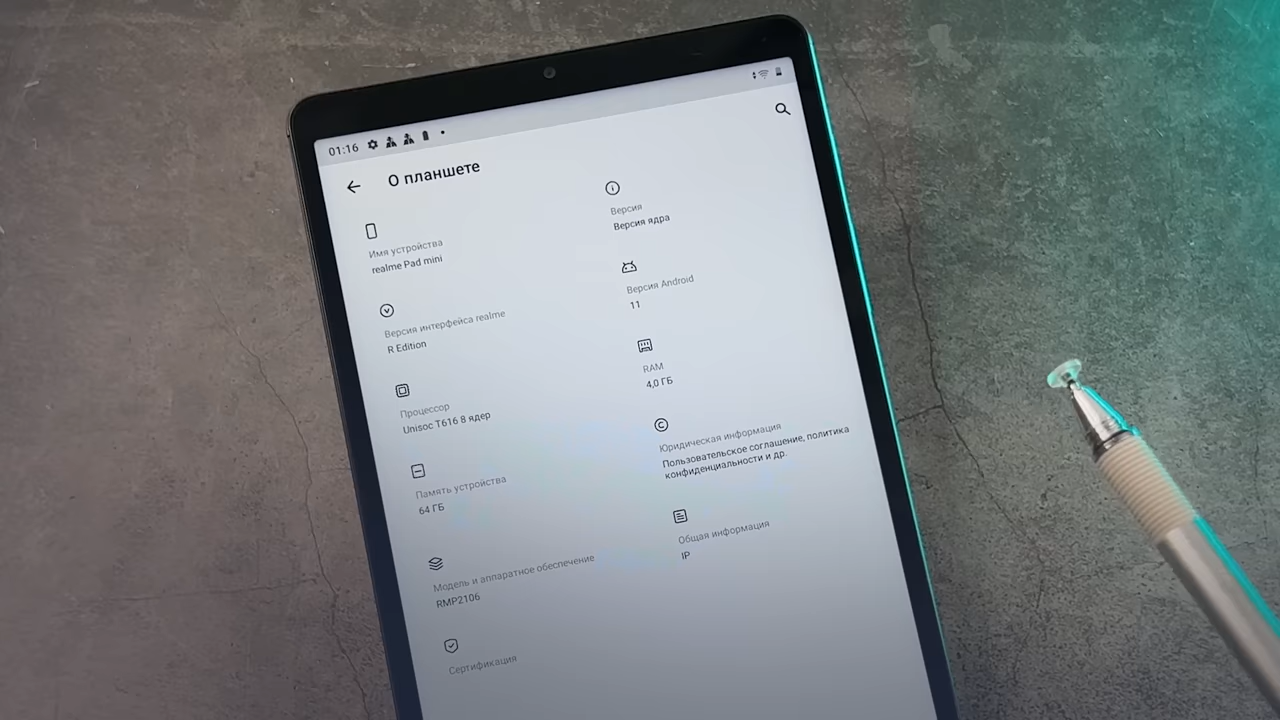 01:16
О планшете
Имя устройства
realme Pad mini
Версия
Версия ядра
Версия интерфейса realme
R Edition
Версия Android
11
Процессор
Unisoc T616 8 ядер
RAM
4,0 ГБ
Память устройства
64 ГБ
Юридическая информация
Пользовательское соглашение, политика
конфиденциальности и др.
Модель и аппаратное обеспечение
RMP2106
Общая информация
IP
Сертификация